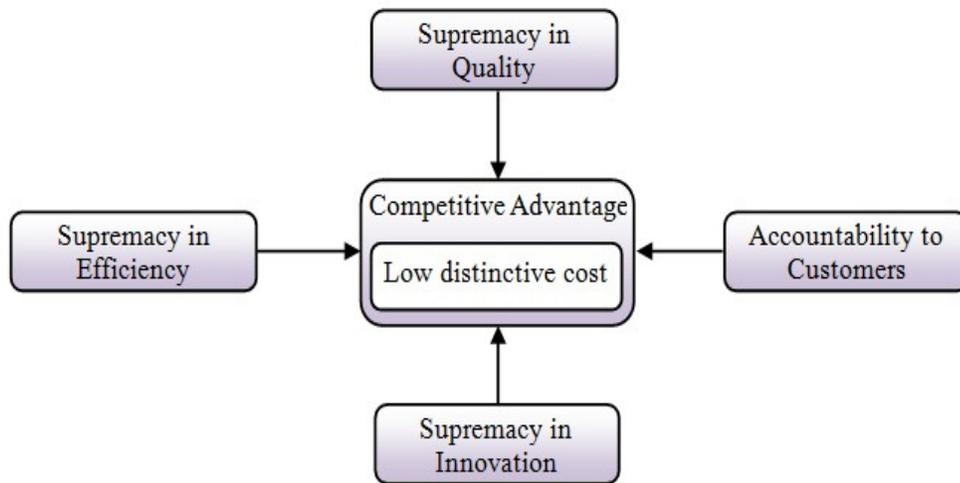 Supremacy in
Quality
Competitive Advantage
Low distinctive cost
Supremacy in
Efficiency
Accountability to
Customers
Supremacy in
Innovation